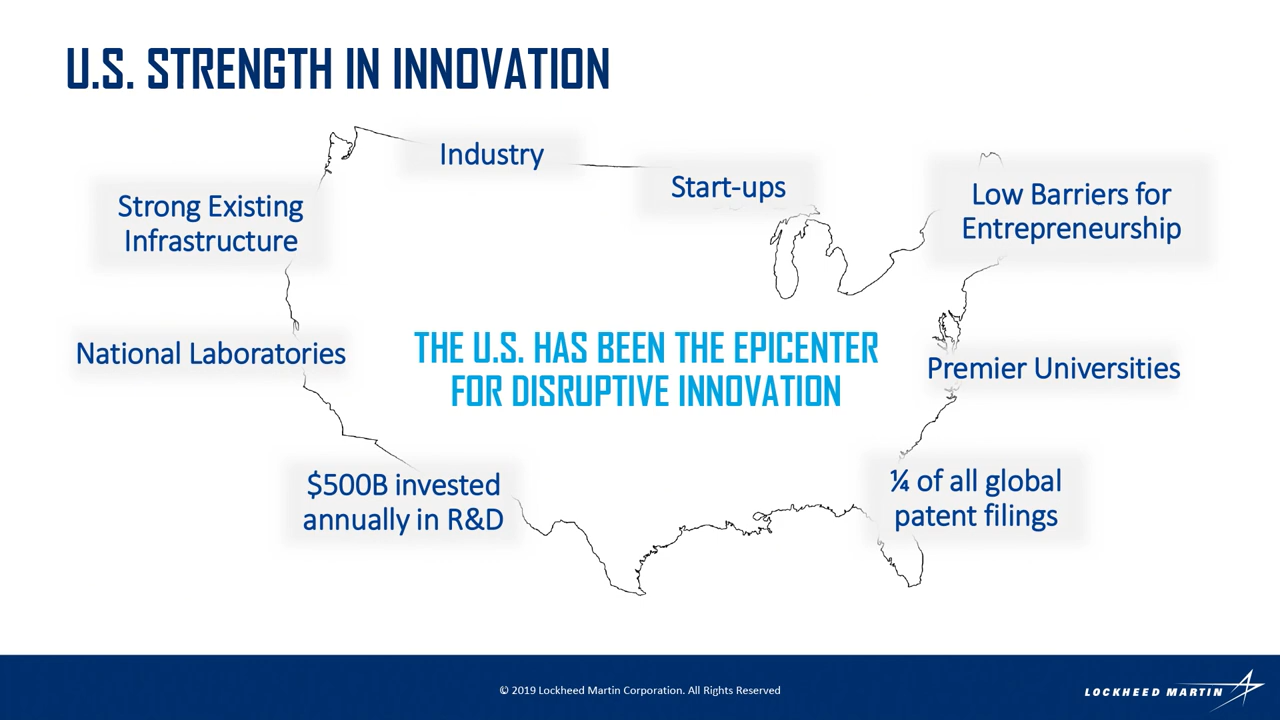 U.S. STRENGTH IN INNOVATION
Industry
Start-ups
Strong Existing
Infrastructure
Low Barriers for
Entrepreneurship
National Laboratories
THE U.S. HAS BEEN THE EPICENTER
FOR DISRUPTIVE INNOVATION
Premier Universities
$500B invested
annually in R&D
¼ of all global
patent filings
© 2019 Lockheed Martin Corporation. All Rights Reserved
LOCKHEED MARTIN